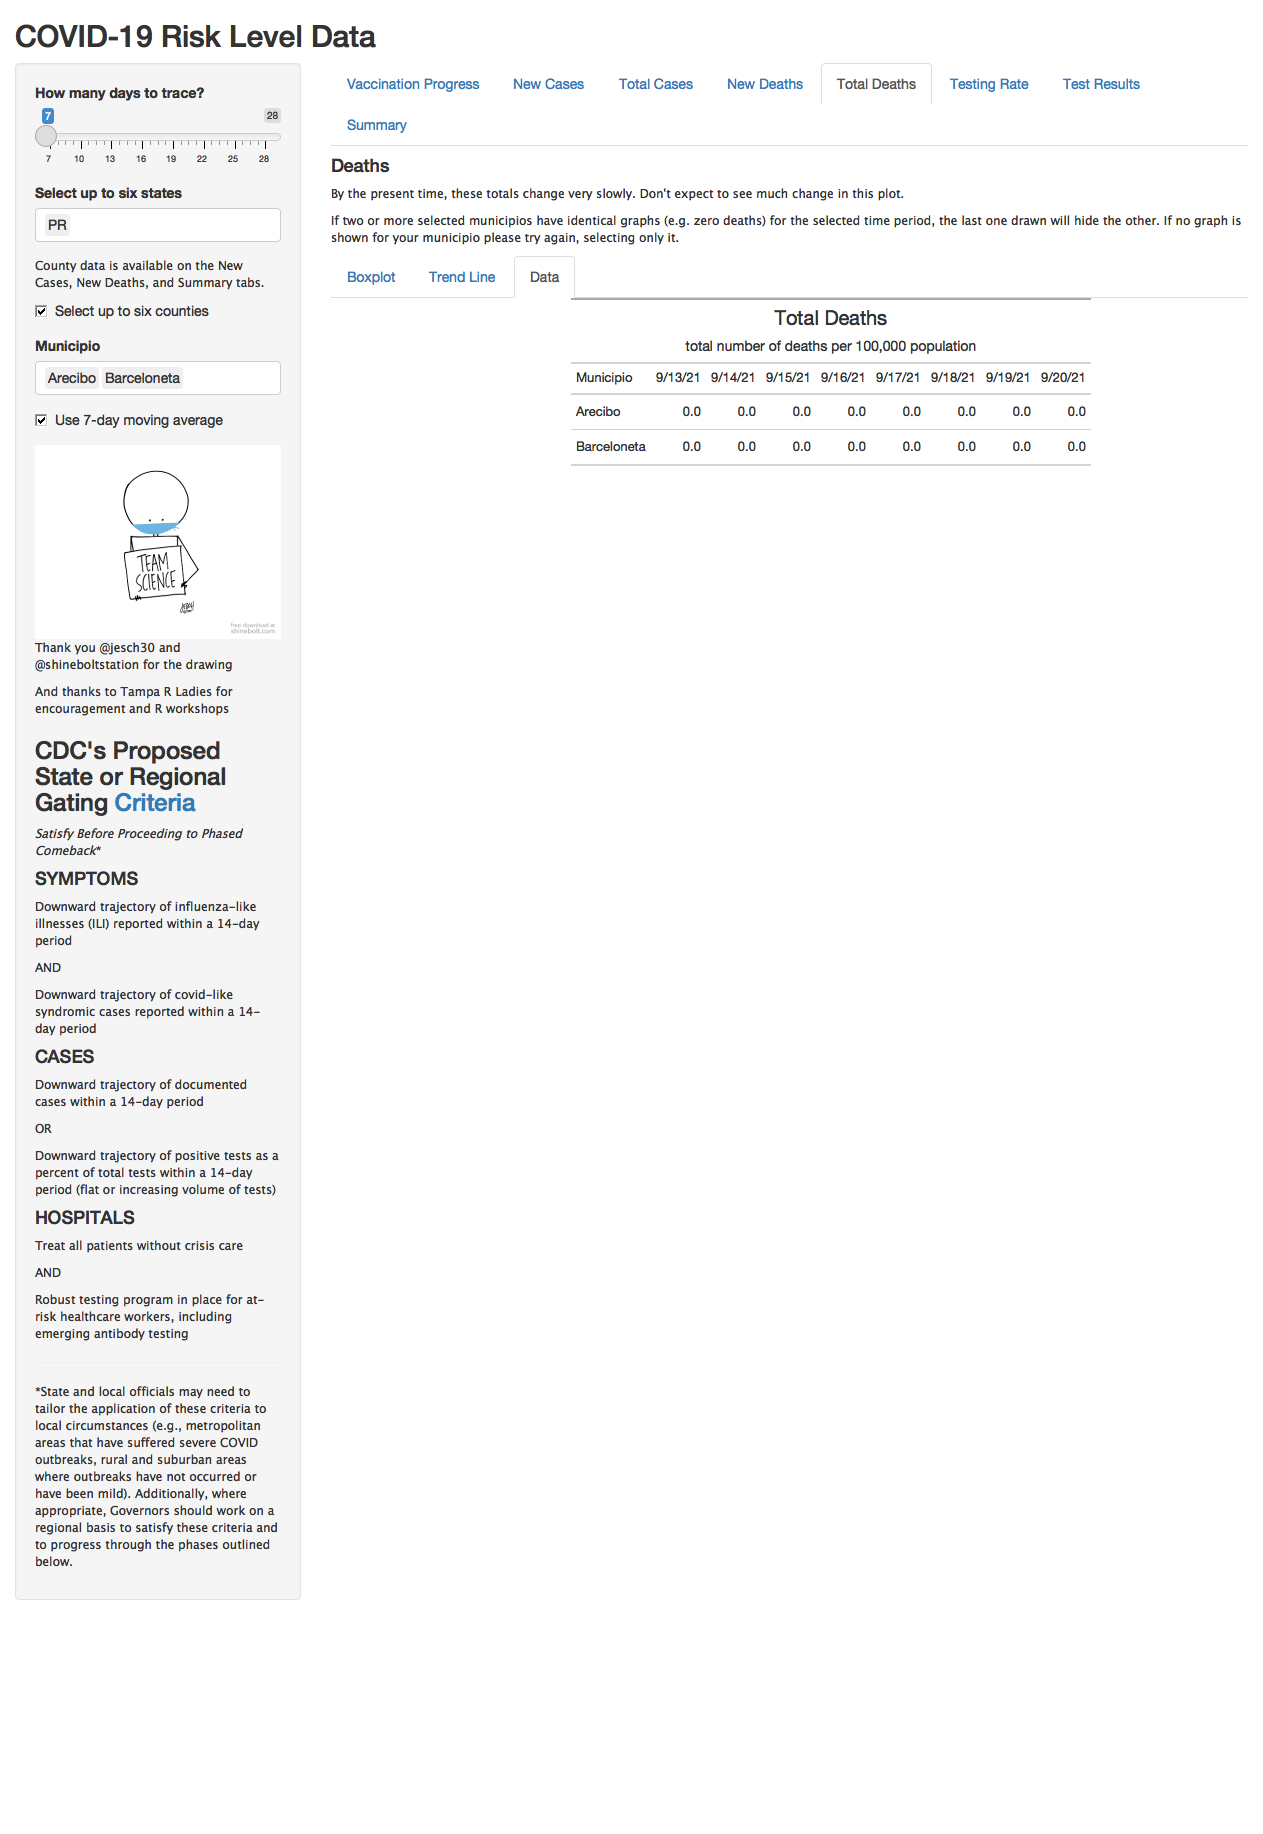 COVID-19 Risk Level Data
How many days to trace?
7 28
7 10 13 16 19 22 25 28
Select up to six states
PR
County data is available on the New
Cases, New Deaths, and Summary tabs.
Select up to six counties
Municipio
Arecibo Barceloneta
Use 7-day moving average
TEAM
SCIENCE
free download at
shinebolt.com
Thank you @jesch30 and
@shineboltstation for the drawing
And thanks to Tampa R Ladies for
encouragement and R workshops
CDC's Proposed
State or Regional
Gating Criteria
Satisfy Before Proceeding to Phased
Comeback*
SYMPTOMS
Downward trajectory of influenza-like
illnesses (ILI) reported within a 14-day
period
AND
Downward trajectory of covid-like
syndromic cases reported within a 14-
day period
CASES
Downward trajectory of documented
cases within a 14-day period
OR
Downward trajectory of positive tests as a
percent of total tests within a 14-day
period (flat or increasing volume of tests)
HOSPITALS
Treat all patients without crisis care
AND
Robust testing program in place for at-
risk healthcare workers, including
emerging antibody testing
*State and local officials may need to
tailor the application of these criteria to
local circumstances (e.g., metropolitan
areas that have suffered severe COVID
outbreaks, rural and suburban areas
where outbreaks have not occurred or
have been mild). Additionally, where
appropriate, Governors should work on a
regional basis to satisfy these criteria and
to progress through the phases outlined
below.
Vaccination Progress New Cases Total Cases New Deaths Total Deaths Testing Rate Test Results
Summary
Deaths
By the present time, these totals change very slowly. Don't expect to see much change in this plot.
If two or more selected municipios have identical graphs (e.g. zero deaths) for the selected time period, the last one drawn will hide the other. If no graph is
shown for your municipio please try again, selecting only it.
Boxplot Trend Line Data
Total Deaths
total number of deaths per 100,000 population
Municipio 9/13/21 9/14/21 9/15/21 9/16/21 9/17/21 9/18/21 9/19/21 9/20/21
Arecibo 0.0 0.0 0.0 0.0 0.0 0.0 0.0 0.0
Barceloneta 0.0 0.0 0.0 0.0 0.0 0.0 0.0 0.0